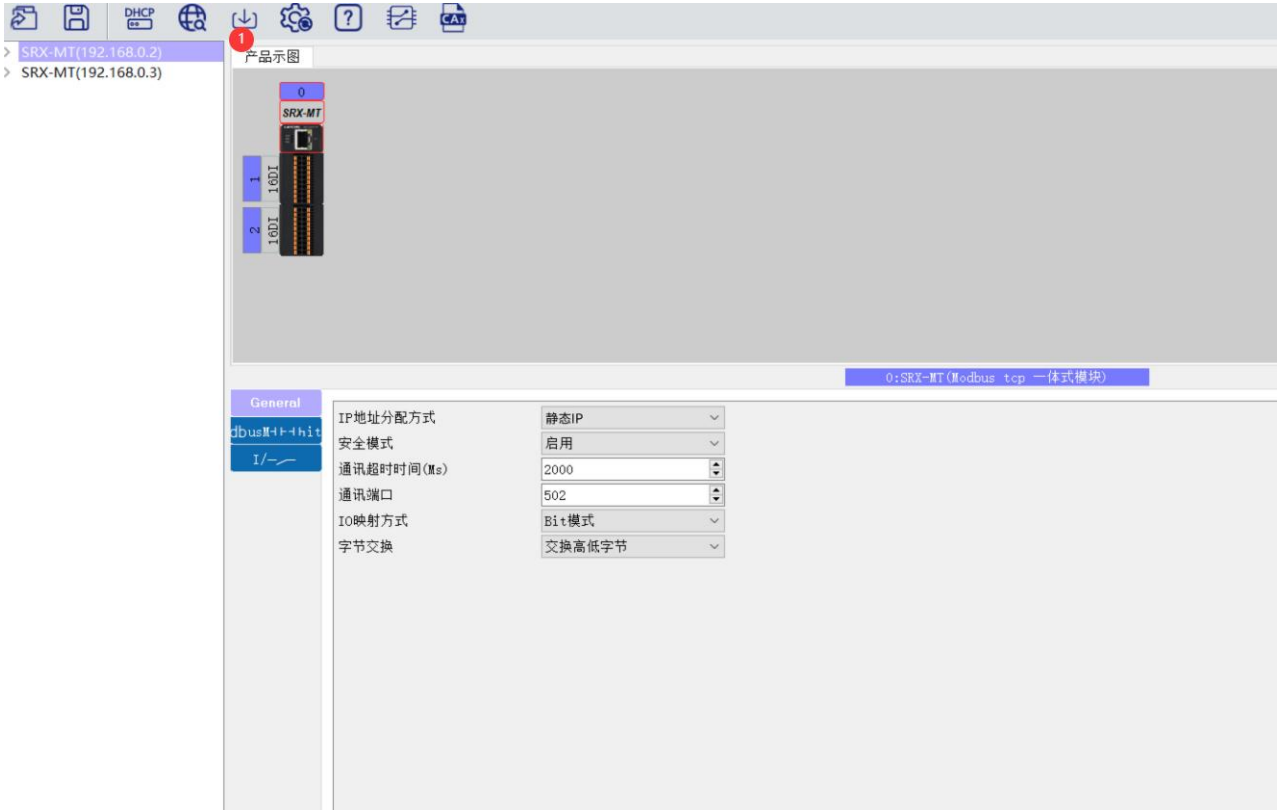 DHCP
?
CAx
1
SRX-MT(192.168.0.2)
SRX-MT(192.168.0.3)
产品示图
0
SRX-MT
1
16DI
2
16DI
0:SRX-MT(Modbus tcp 一体式模块)
General
IP地址分配方式
静态IP
安全模式
启用
通讯超时时间(Ms)
2000
通讯端口
502
IO映射方式
Bit模式
字节交换
交换高低字节